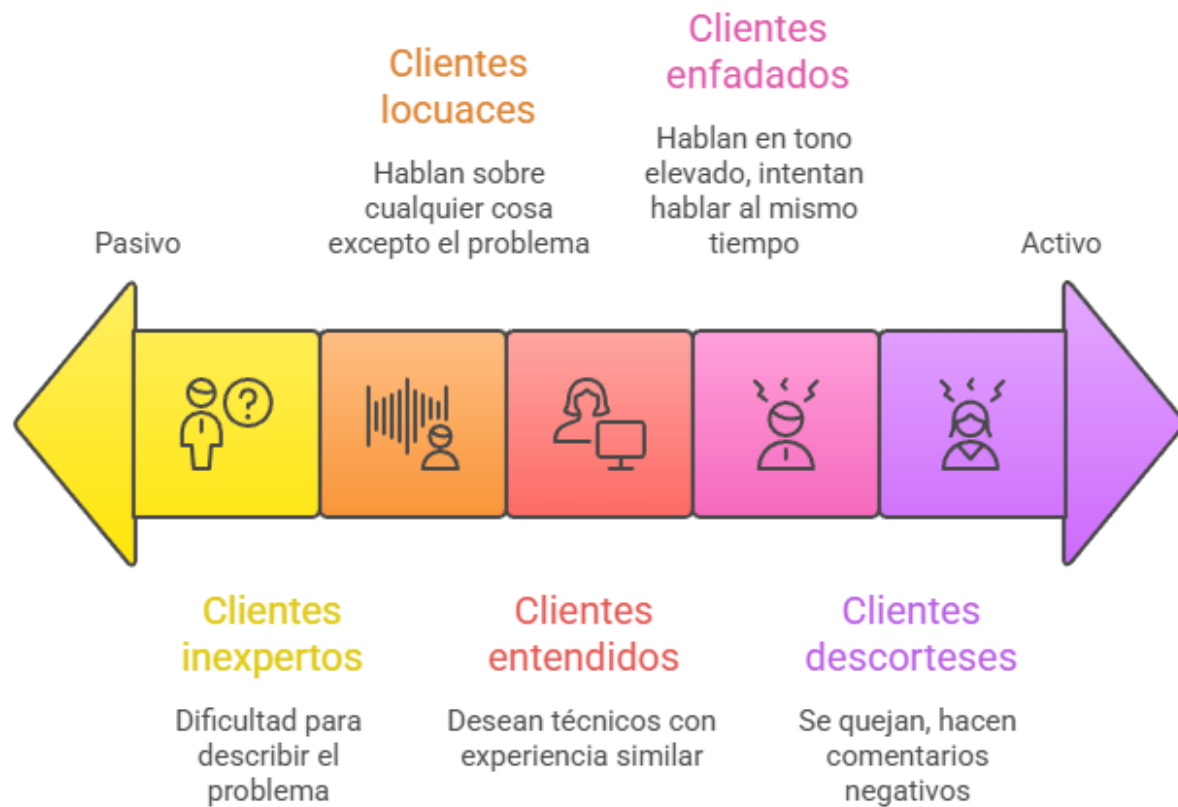 Clientes
enfadados
Hablan en tono
elevado, intentan
hablar al mismo
tiempo
Clientes
locuaces
Hablan sobre
cualquier cosa
excepto el problema
Pasivo
Activo
?
Clientes
inexpertos
Dificultad para
describir el
problema
Clientes
entendidos
Desean técnicos con
experiencia similar
Clientes
descorteses
Se quejan, hacen
comentarios
negativos